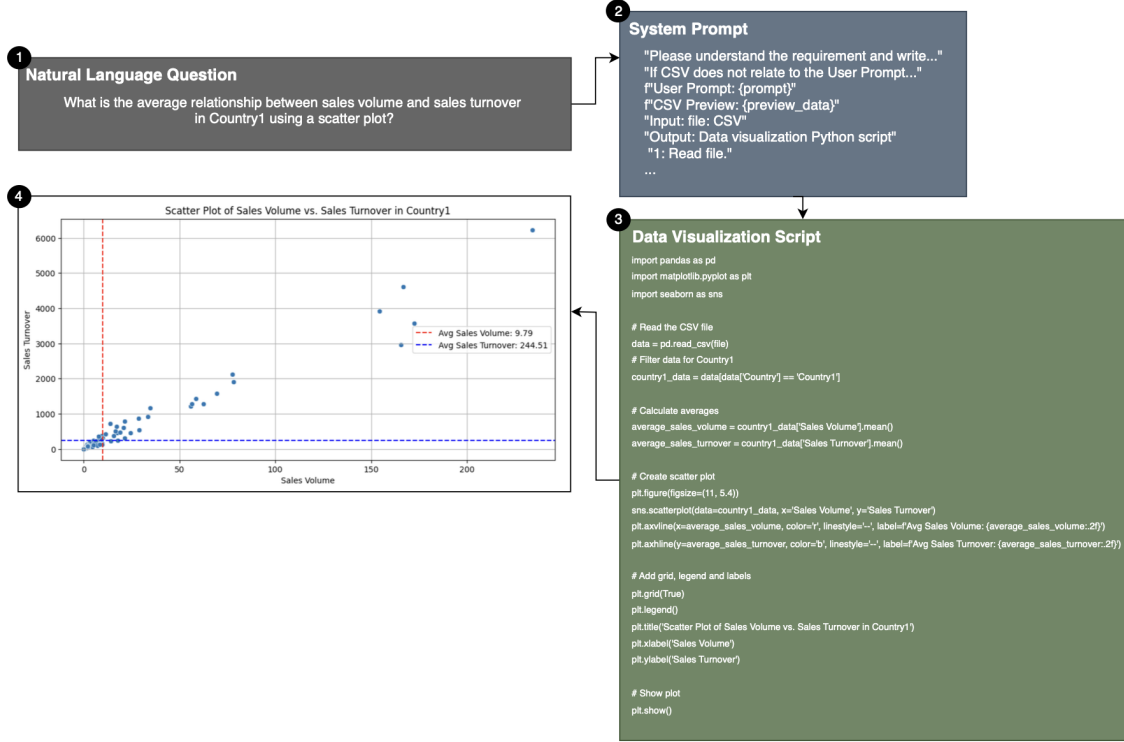 1
Natural Language Question
What is the average relationship between sales volume and sales turnover
in Country1 using a scatter plot?
2
System Prompt
"Please understand the requirement and write..."
"If CSV does not relate to the User Prompt..."
f"User Prompt: {prompt}"
f"CSV Preview: {preview_data}"
"Input: file: CSV"
"Output: Data visualization Python script"
"1: Read file."
...
3
Data Visualization Script
import pandas as pd
import matplotlib.pyplot as plt
import seaborn as sns
# Read the CSV file
data = pd.read_csv(file)
# Filter data for Country1
country1_data = data[data['Country'] == 'Country1']
# Calculate averages
average_sales_volume = country1_data['Sales Volume'].mean()
average_sales_turnover = country1_data['Sales Turnover'].mean()
# Create scatter plot
plt.figure(figsize=(11, 5.4))
sns.scatterplot(data=country1_data, x='Sales Volume', y='Sales Turnover')
plt.axvline(x=average_sales_volume, color='r', linestyle='--', label=f'Avg Sales Volume: {average_sales_volume:.2f}')
plt.axhline(y=average_sales_turnover, color='b', linestyle='--', label=f'Avg Sales Turnover: {average_sales_turnover:.2f}')
# Add grid, legend and labels
plt.grid(True)
plt.legend()
plt.title('Scatter Plot of Sales Volume vs. Sales Turnover in Country1')
plt.xlabel('Sales Volume')
plt.ylabel('Sales Turnover')
# Show plot
plt.show()
4
Scatter Plot of Sales Volume vs. Sales Turnover in Country1
Sales Turnover
6000
5000
4000
3000
2000
1000
0
Avg Sales Volume: 9.79
Avg Sales Turnover: 244.51
0 50 100 150 200
Sales Volume